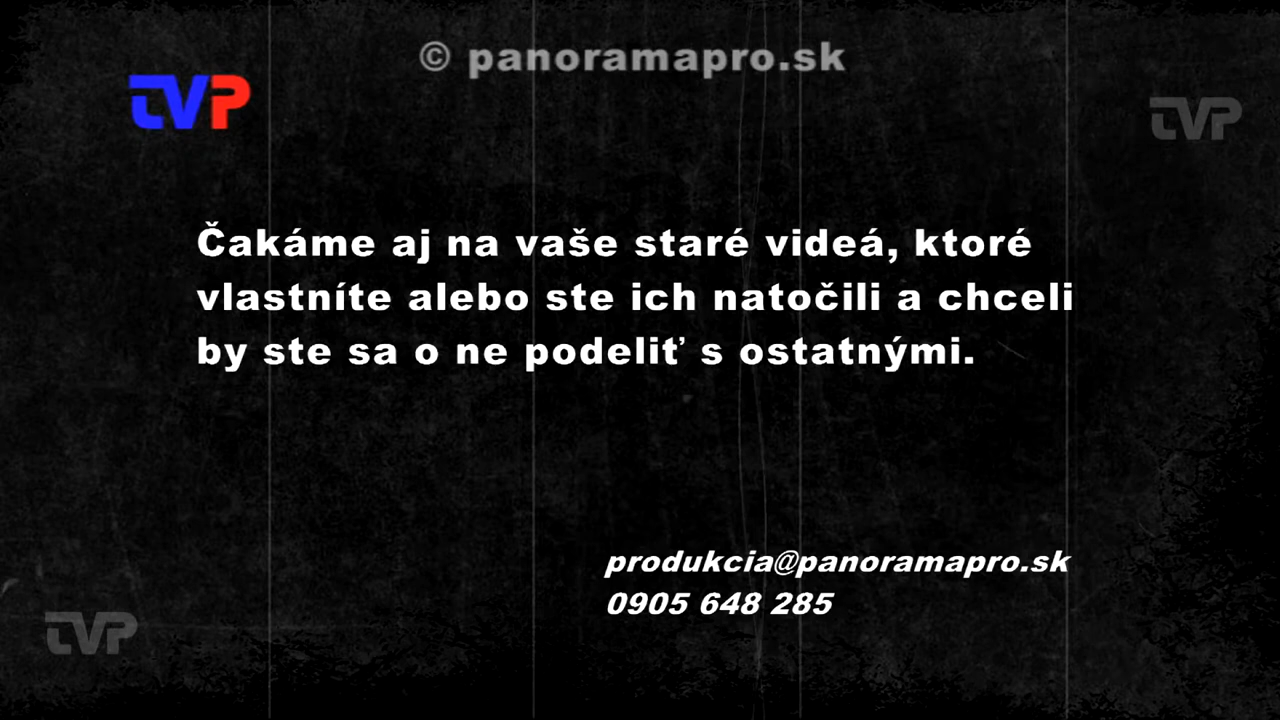 © panoramapro.sk
TVP
TVP
Čakáme aj na vaše staré videá, ktoré
vlastníte alebo ste ich natočili a chceli
by ste sa o ne podeliť s ostatnými.
produkcia@panoramapro.sk
0905 648 285
TVP